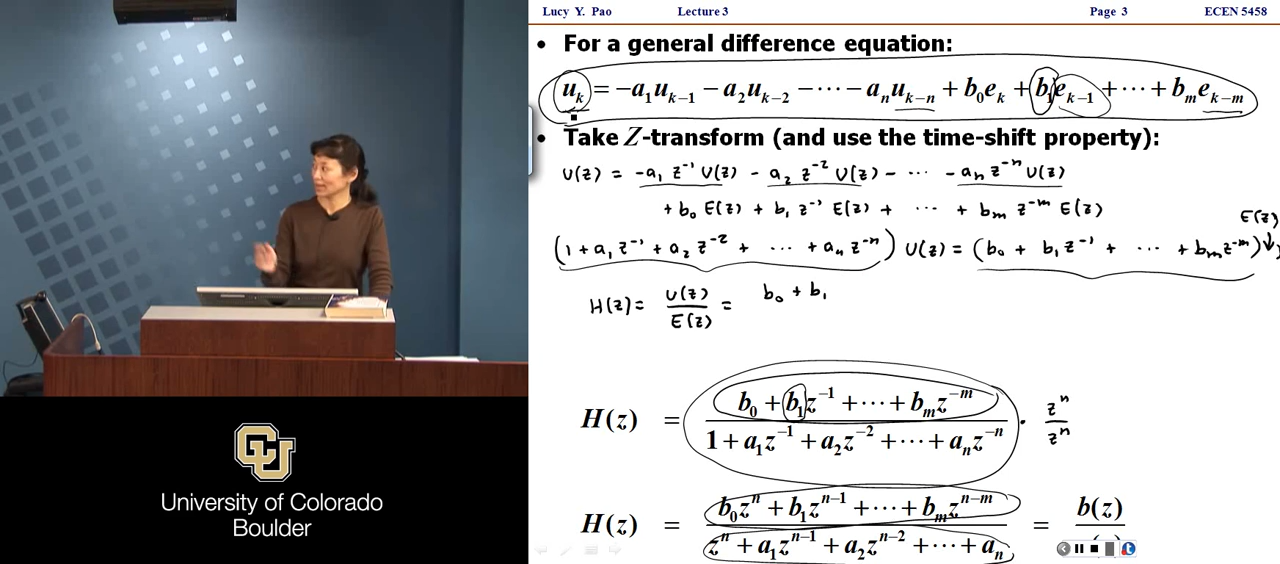 Lucy Y. Pao Lecture 3 Page 3 ECEN 5458
• For a general difference equation:
u_k = −a_1u_{k−1} − a_2u_{k−2} − ⋯ − a_nu_{k−n} + b_0e_k + b_1e_{k−1} + ⋯ + b_me_{k−m}
• Take Z-transform (and use the time-shift property):
U(z) = −a_1 z^{-1} U(z) − a_2 z^{-2} U(z) − ⋯ − a_n z^{-n} U(z)
+ b_0 E(z) + b_1 z^{-1} E(z) + ⋯ + b_m z^{-m} E(z)
E(z)
(1 + a_1 z^{-1} + a_2 z^{-2} + ⋯ + a_n z^{-n}) U(z) = (b_0 + b_1 z^{-1} + ⋯ + b_m z^{-m})
H(z) = U(z)/E(z) = b_0 + b_1
H(z) = (b_0 + b_1z^{−1} + ⋯ + b_mz^{−m})/(1 + a_1z^{−1} + a_2z^{−2} + ⋯ + a_nz^{−n}) · z^n/z^n
H(z) = (b_0z^n + b_1z^{n−1} + ⋯ + b_mz^{n−m})/(z^n + a_1z^{n−1} + a_2z^{n−2} + ⋯ + a_n) = b(z)
CU
University of Colorado
Boulder